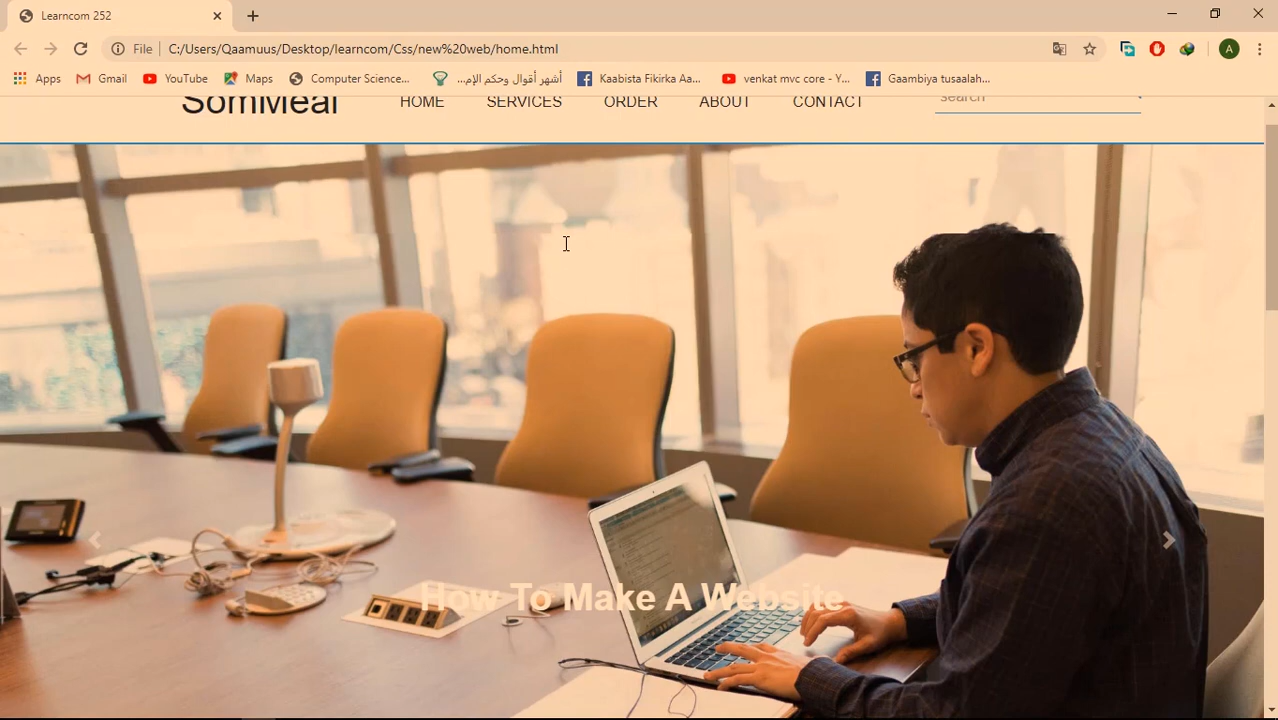 Learncom 252
File C:/Users/Qaamuus/Desktop/learncom/Css/new%20web/home.html
A
Apps Gmail YouTube Maps Computer Science... أشهر أقوال وحكم الإم... Kaabista Fikirka Aa... venkat mvc core - Y... Gaambiya tusaalah...
SomMeal HOME SERVICES ORDER ABOUT CONTACT search
How To Make A Website